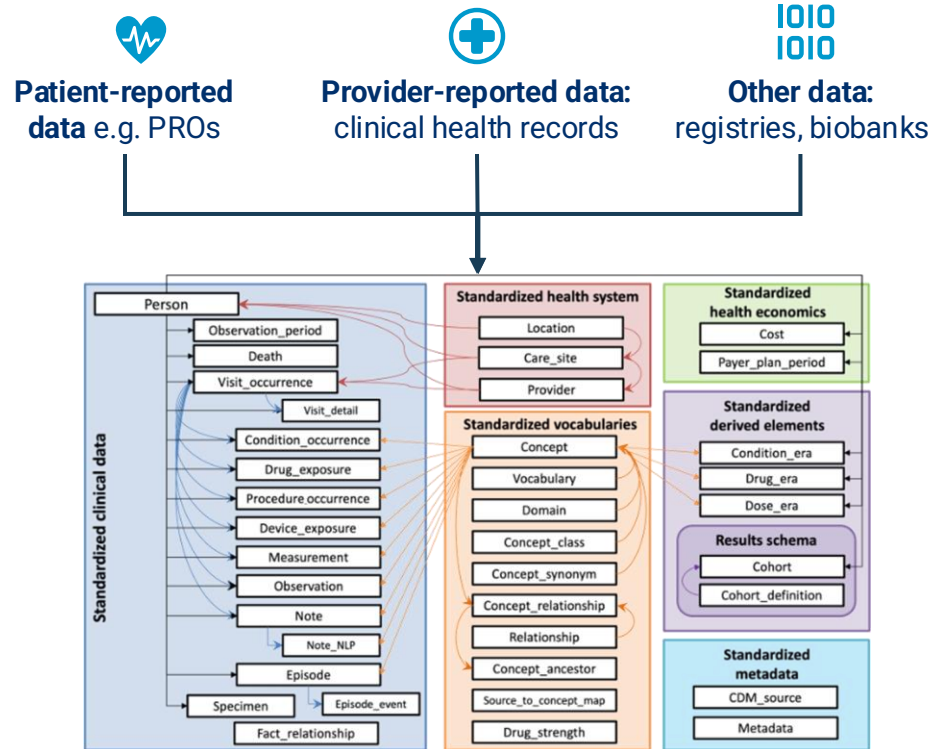 IOIO
IOIO
Patient-reported
data e.g. PROs
Provider-reported data:
clinical health records
Other data:
registries, biobanks
Standardized clinical data
Person
Observation_period
Death
Visit_occurrence
Visit_detail
Condition_occurrence
Drug_exposure
Procedure_occurrence
Device_exposure
Measurement
Observation
Note
Note_NLP
Episode
Specimen
Episode_event
Fact_relationship
Standardized health system
Location
Care_site
Provider
Standardized vocabularies
Concept
Vocabulary
Domain
Concept_class
Concept_synonym
Concept_relationship
Relationship
Concept_ancestor
Source_to_concept_map
Drug_strength
Standardized
health economics
Cost
Payer_plan_period
Standardized
derived elements
Condition_era
Drug_era
Dose_era
Results schema
Cohort
Cohort_definition
Standardized
metadata
CDM_source
Metadata